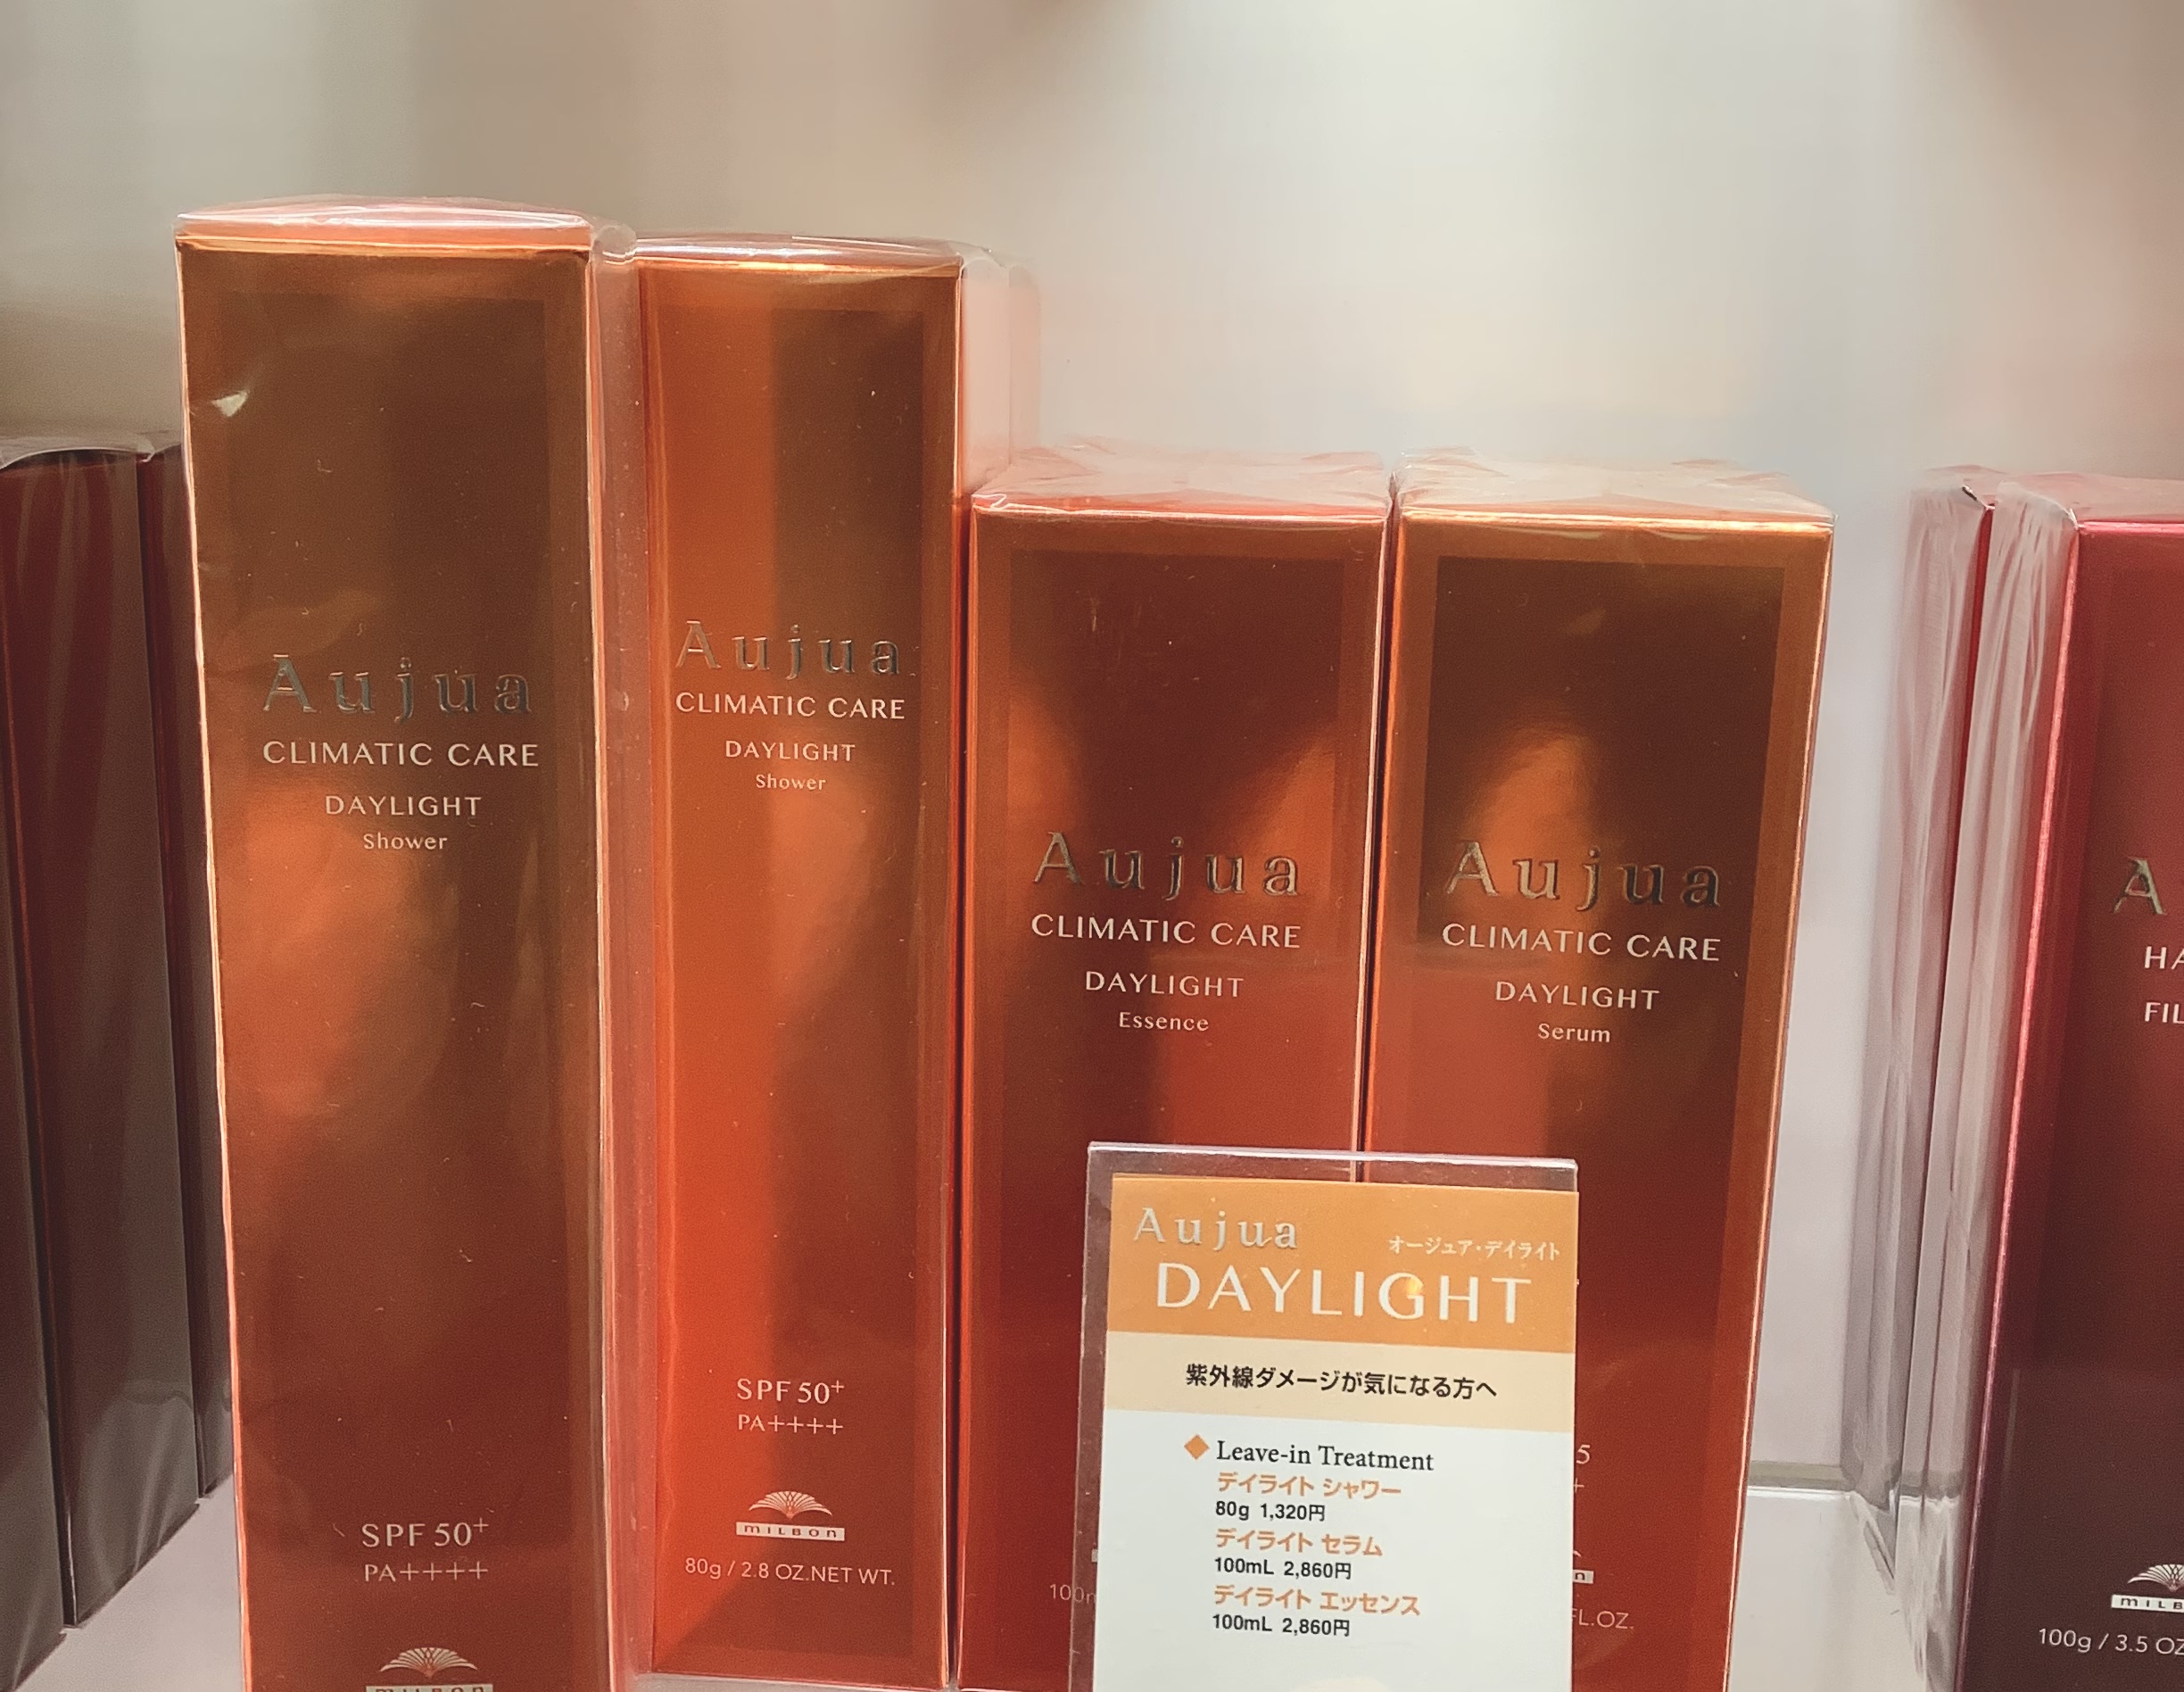 Aujua
CLIMATIC CARE
DAYLIGHT
Shower
SPF 50+
PA++++
MILBON
Aujua
CLIMATIC CARE
DAYLIGHT
Shower
SPF 50+
PA++++
MILBON
80g / 2.8 OZ.NET WT.
Aujua
CLIMATIC CARE
DAYLIGHT
Essence
Aujua
CLIMATIC CARE
DAYLIGHT
Serum
5
+
FL.OZ.
Aujua
オージュア・デイライト
DAYLIGHT
紫外線ダメージが気になる方へ
◆ Leave-in Treatment
デイライト シャワー
80g 1,320円
デイライト セラム
100mL 2,860円
デイライト エッセンス
100mL 2,860円
A
100g / 3.5 OZ